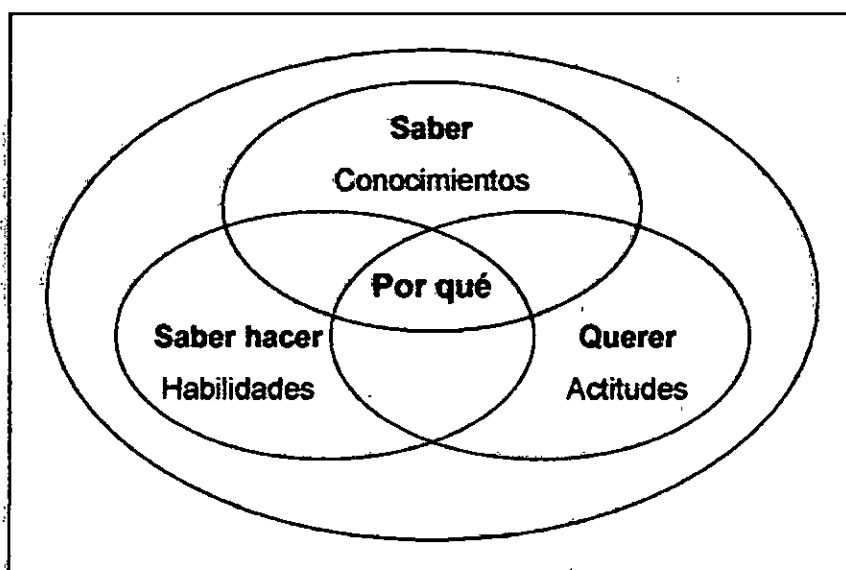 Saber
Conocimientos
Por qué
Saber hacer
Habilidades
Querer
Actitudes